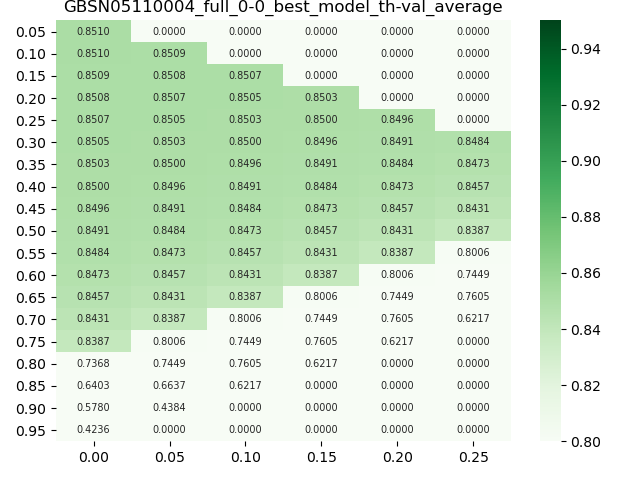 GBSN05110004_full_0-0_best_model_th-val_average
0.05 0.8510 0.0000 0.0000 0.0000 0.0000 0.0000
0.10 0.8510 0.8509 0.0000 0.0000 0.0000 0.0000
0.15 0.8509 0.8508 0.8507 0.0000 0.0000 0.0000
0.20 0.8508 0.8507 0.8505 0.8503 0.0000 0.0000
0.25 0.8507 0.8505 0.8503 0.8500 0.8496 0.0000
0.30 0.8505 0.8503 0.8500 0.8496 0.8491 0.8484
0.35 0.8503 0.8500 0.8496 0.8491 0.8484 0.8473
0.40 0.8500 0.8496 0.8491 0.8484 0.8473 0.8457
0.45 0.8496 0.8491 0.8484 0.8473 0.8457 0.8431
0.50 0.8491 0.8484 0.8473 0.8457 0.8431 0.8387
0.55 0.8484 0.8473 0.8457 0.8431 0.8387 0.8006
0.60 0.8473 0.8457 0.8431 0.8387 0.8006 0.7449
0.65 0.8457 0.8431 0.8387 0.8006 0.7449 0.7605
0.70 0.8431 0.8387 0.8006 0.7449 0.7605 0.6217
0.75 0.8387 0.8006 0.7449 0.7605 0.6217 0.0000
0.80 0.7368 0.7449 0.7605 0.6217 0.0000 0.0000
0.85 0.6403 0.6637 0.6217 0.0000 0.0000 0.0000
0.90 0.5780 0.4384 0.0000 0.0000 0.0000 0.0000
0.95 0.4236 0.0000 0.0000 0.0000 0.0000 0.0000
0.00 0.05 0.10 0.15 0.20 0.25
0.94
0.92
0.90
0.88
0.86
0.84
0.82
0.80